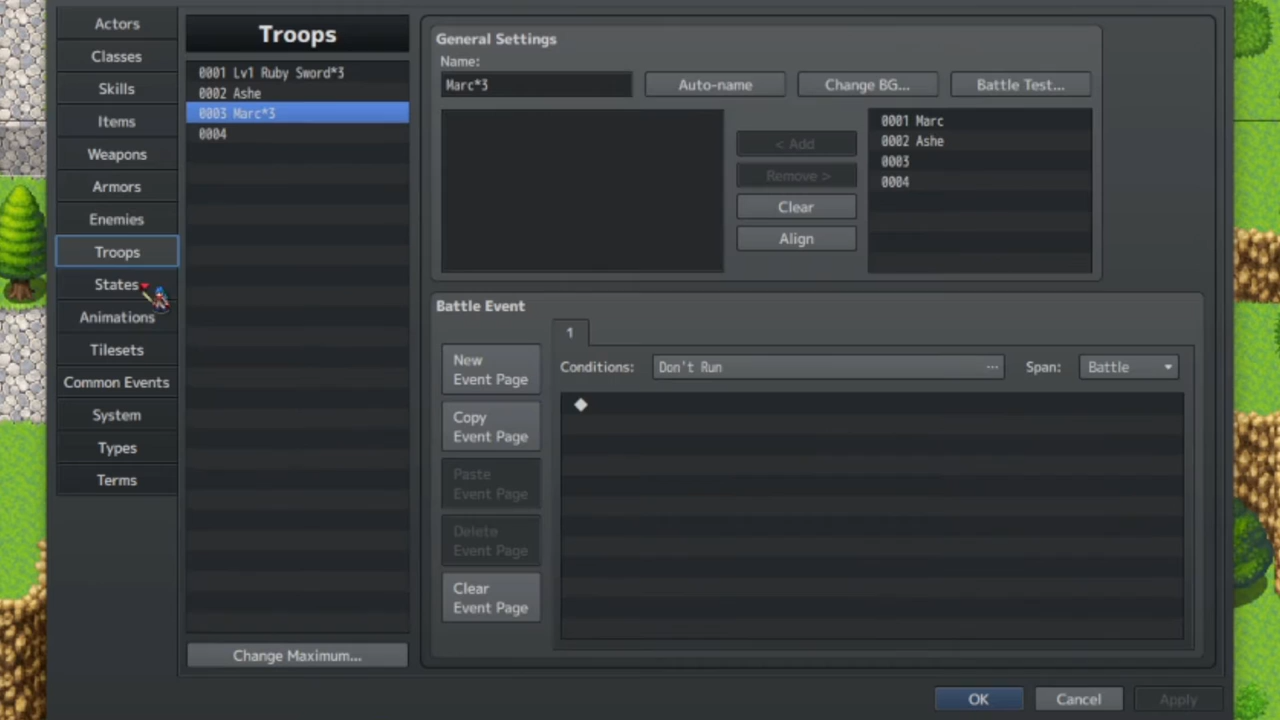 Actors
Classes
Skills
Items
Weapons
Armors
Enemies
Troops
States
Animations
Tilesets
Common Events
System
Types
Terms
Troops
0001 Lv1 Ruby Sword*3
0002 Ashe
0003 Marc*3
0004
Change Maximum...
General Settings
Name:
Marc*3
Auto-name
Change BG...
Battle Test...
< Add
Remove >
Clear
Align
0001 Marc
0002 Ashe
0003
0004
Battle Event
1
New
Event Page
Copy
Event Page
Paste
Event Page
Delete
Event Page
Clear
Event Page
Conditions:
Don't Run
...
Span:
Battle
OK
Cancel
Apply